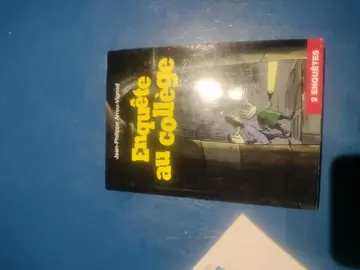 Jean-Philippe Arrou-Vignod
Enquête
au collège
2 ENQUÊTES